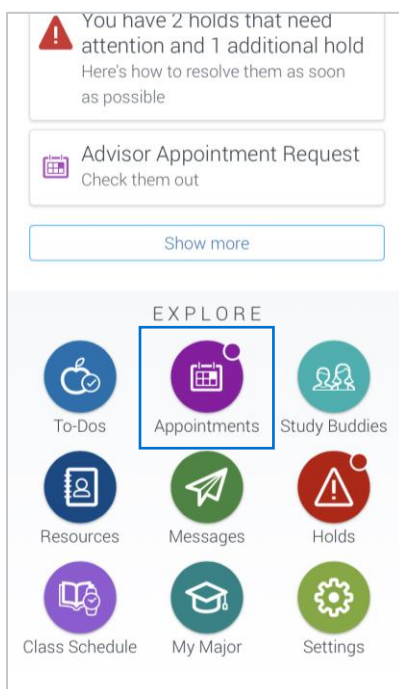 You have 2 holds that need
attention and 1 additional hold
Here's how to resolve them as soon
as possible
Advisor Appointment Request
Check them out
Show more
EXPLORE
To-Dos Appointments Study Buddies
Resources Messages Holds
Class Schedule My Major Settings